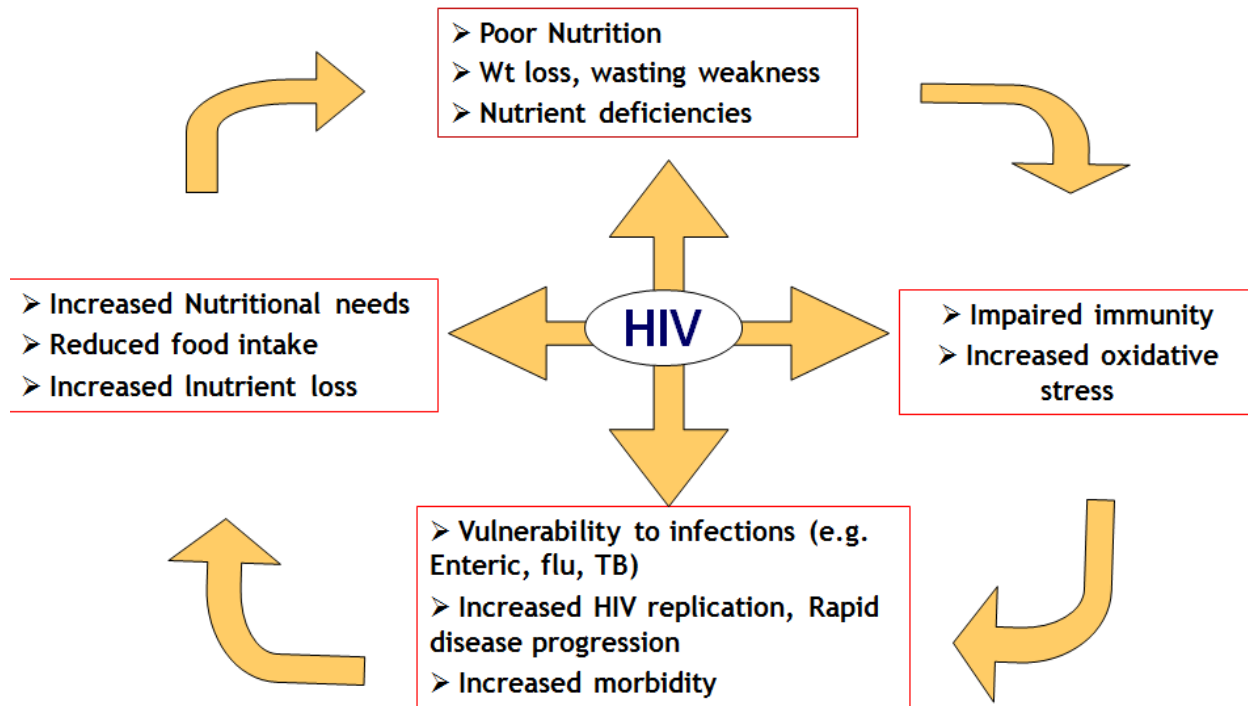 ➢ Poor Nutrition
➢ Wt loss, wasting weakness
➢ Nutrient deficiencies
➢ Increased Nutritional needs
➢ Reduced food intake
➢ Increased lnutrient loss
HIV
➢ Impaired immunity
➢ Increased oxidative
stress
➢ Vulnerability to infections (e.g.
Enteric, flu, TB)
➢ Increased HIV replication, Rapid
disease progression
➢ Increased morbidity